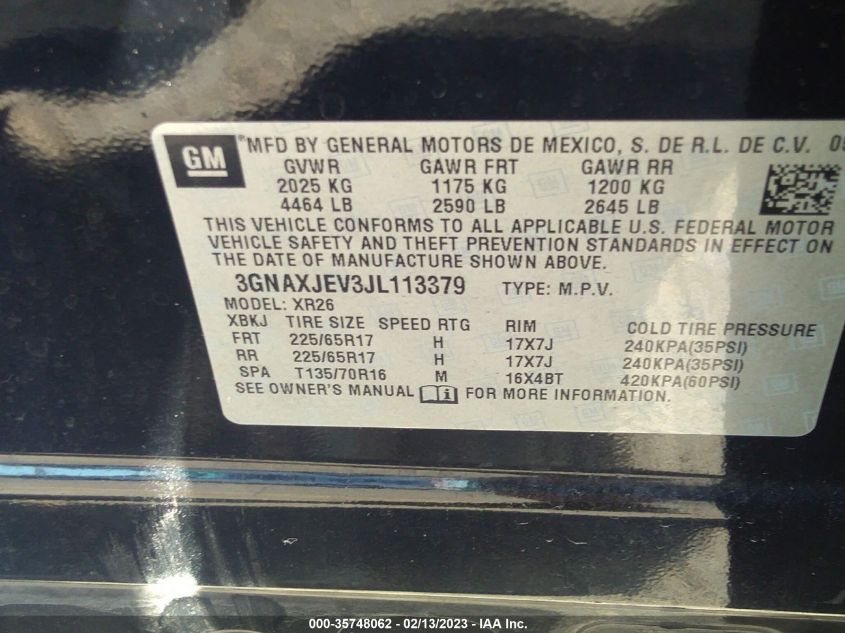 GM ® MFD BY GENERAL MOTORS DE MEXICO, S. DE R.L. DE C.V.
GVWR GAWR FRT GAWR RR
2025 KG 1175 KG 1200 KG
4464 LB 2590 LB 2645 LB
THIS VEHICLE CONFORMS TO ALL APPLICABLE U.S. FEDERAL MOTOR
VEHICLE SAFETY AND THEFT PREVENTION STANDARDS IN EFFECT ON
THE DATE OF MANUFACTURE SHOWN ABOVE.
3GNAXJEV3JL113379 TYPE: M.P.V.
MODEL: XR26
XBKJ TIRE SIZE SPEED RTG RIM COLD TIRE PRESSURE
FRT 225/65R17 H 17X7J 240KPA(35PSI)
RR 225/65R17 H 17X7J 240KPA(35PSI)
SPA T135/70R16 M 16X4BT 420KPA(60PSI)
SEE OWNER'S MANUAL FOR MORE INFORMATION.
000-35748062 - 02/13/2023 - IAA Inc.